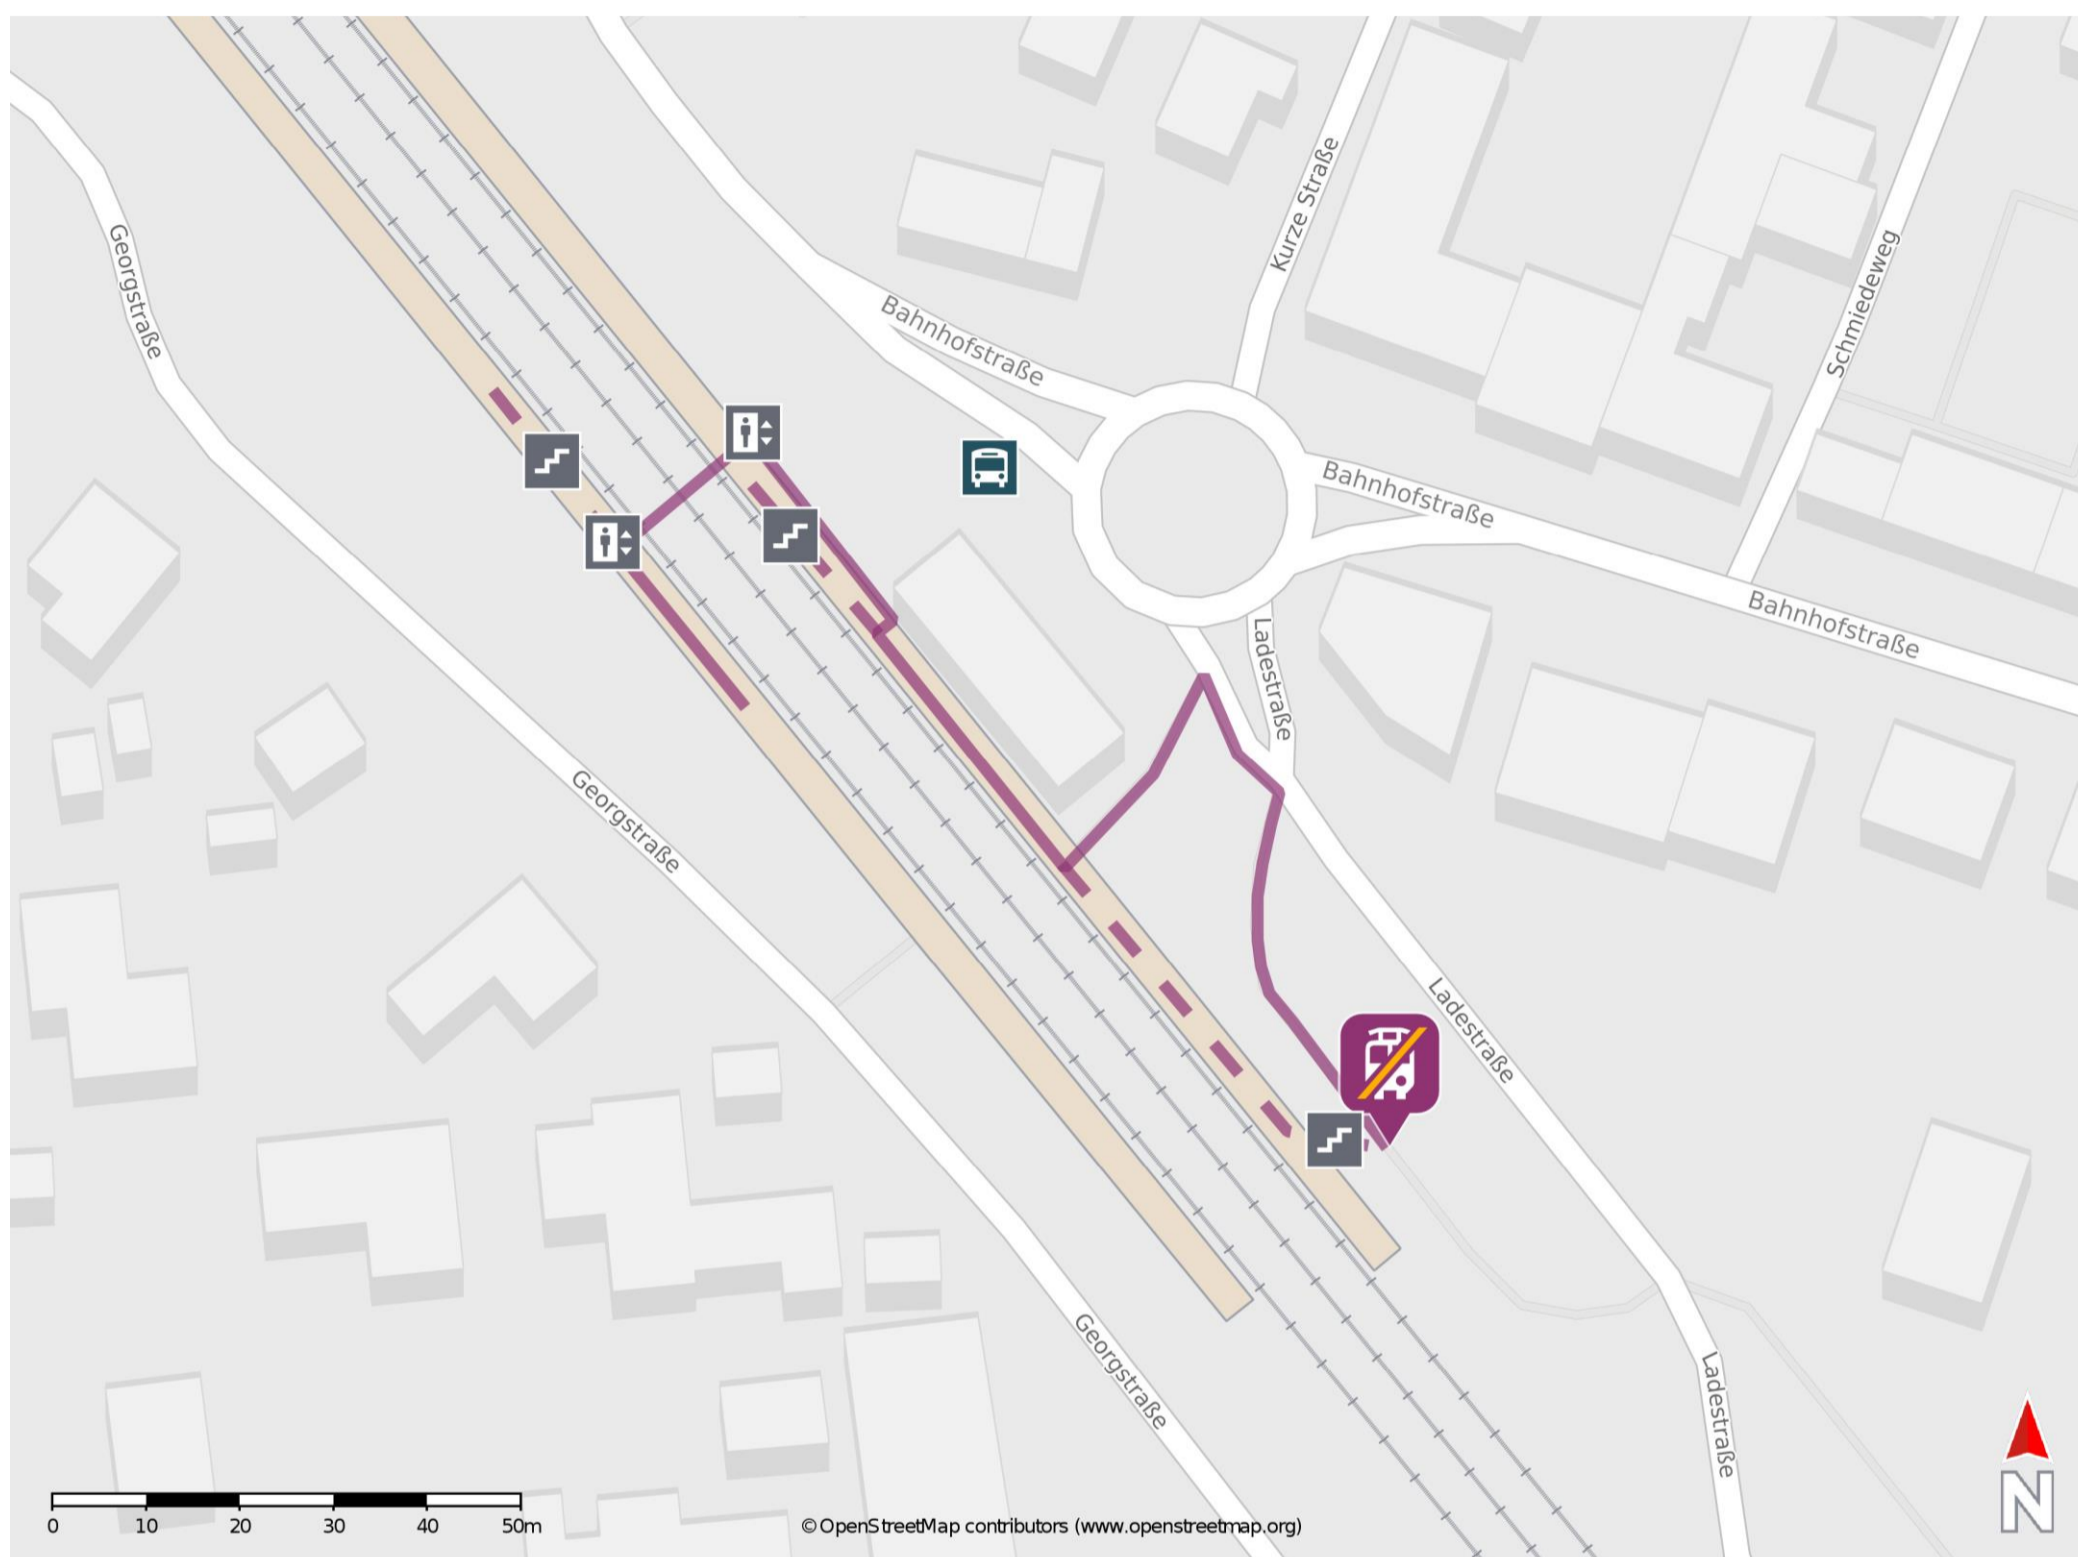 Kurze Straße
Georgstraße
Schmiedeweg
Bahnhofstraße
Bahnhofstraße
Bahnhofstraße
Ladestraße
Georgstraße
Ladestraße
Georgstraße
Ladestraße
N
0 10 20 30 40 50m
©OpenStreetMap contributors (www.openstreetmap.org)